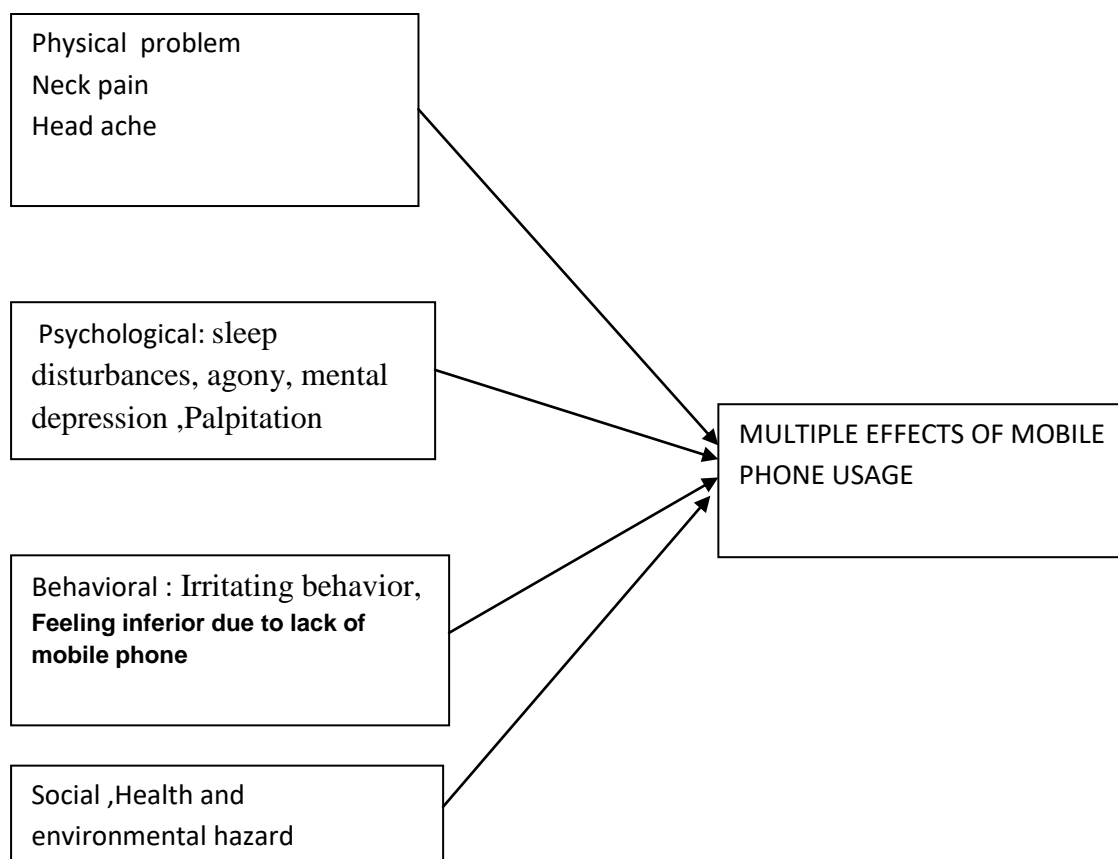 Physical  problem
Neck pain
Head ache
Psychological: sleep
disturbances, agony, mental
depression ,Palpitation
MULTIPLE EFFECTS OF MOBILE
PHONE USAGE
Behavioral : Irritating behavior,
Feeling inferior due to lack of
mobile phone
Social ,Health and
environmental hazard